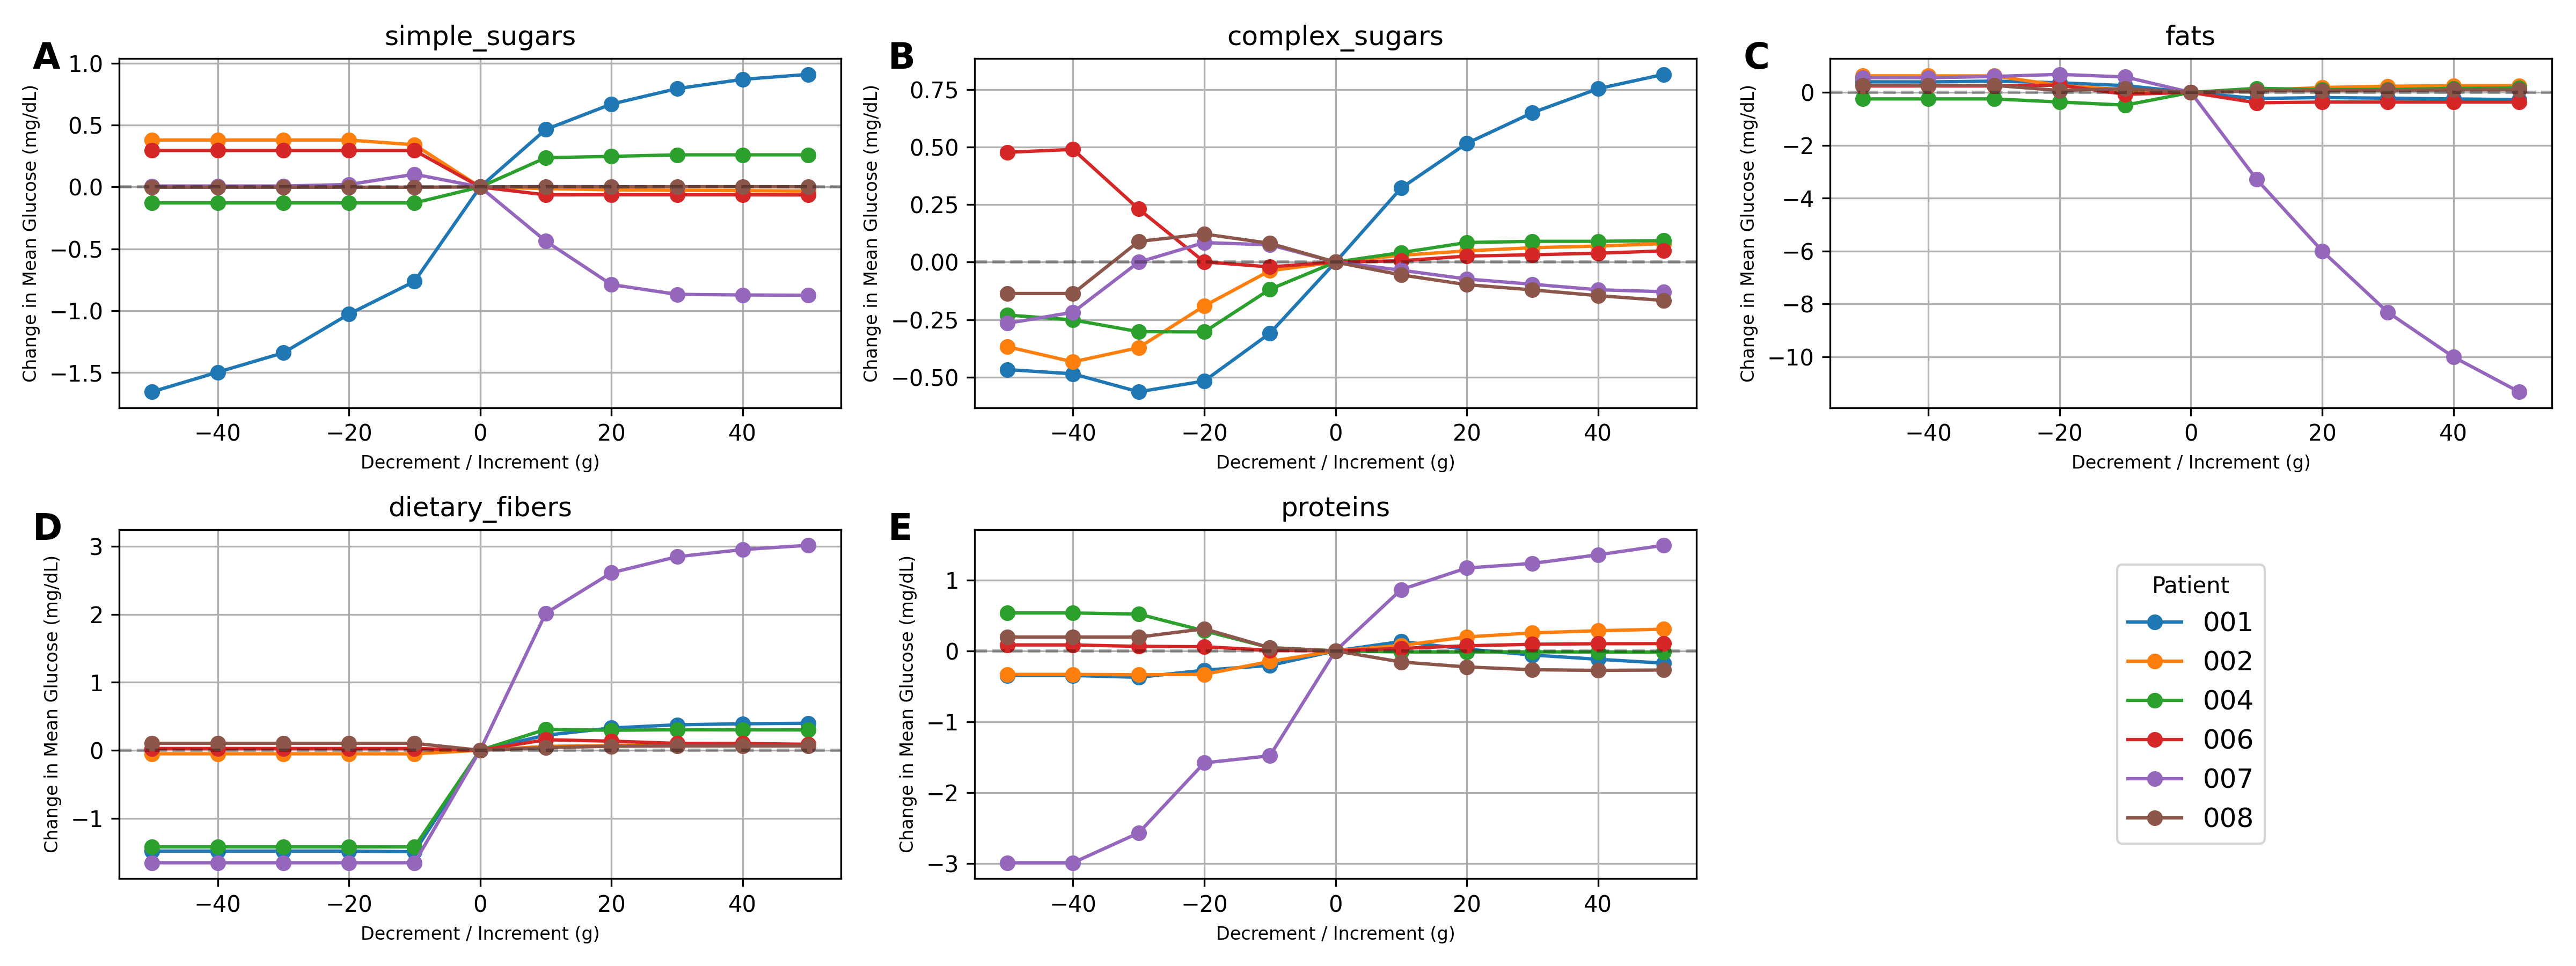 A
simple_sugars
1.0
0.5
0.0
−0.5
−1.0
−1.5
Change in Mean Glucose (mg/dL)
−40
−20
0
20
40
Decrement / Increment (g)
B
complex_sugars
0.75
0.50
0.25
0.00
−0.25
−0.50
Change in Mean Glucose (mg/dL)
−40
−20
0
20
40
Decrement / Increment (g)
C
fats
0
−2
−4
−6
−8
−10
Change in Mean Glucose (mg/dL)
−40
−20
0
20
40
Decrement / Increment (g)
D
dietary_fibers
3
2
1
0
−1
Change in Mean Glucose (mg/dL)
−40
−20
0
20
40
Decrement / Increment (g)
E
proteins
1
0
−1
−2
−3
Change in Mean Glucose (mg/dL)
−40
−20
0
20
40
Decrement / Increment (g)
Patient
001
002
004
006
007
008